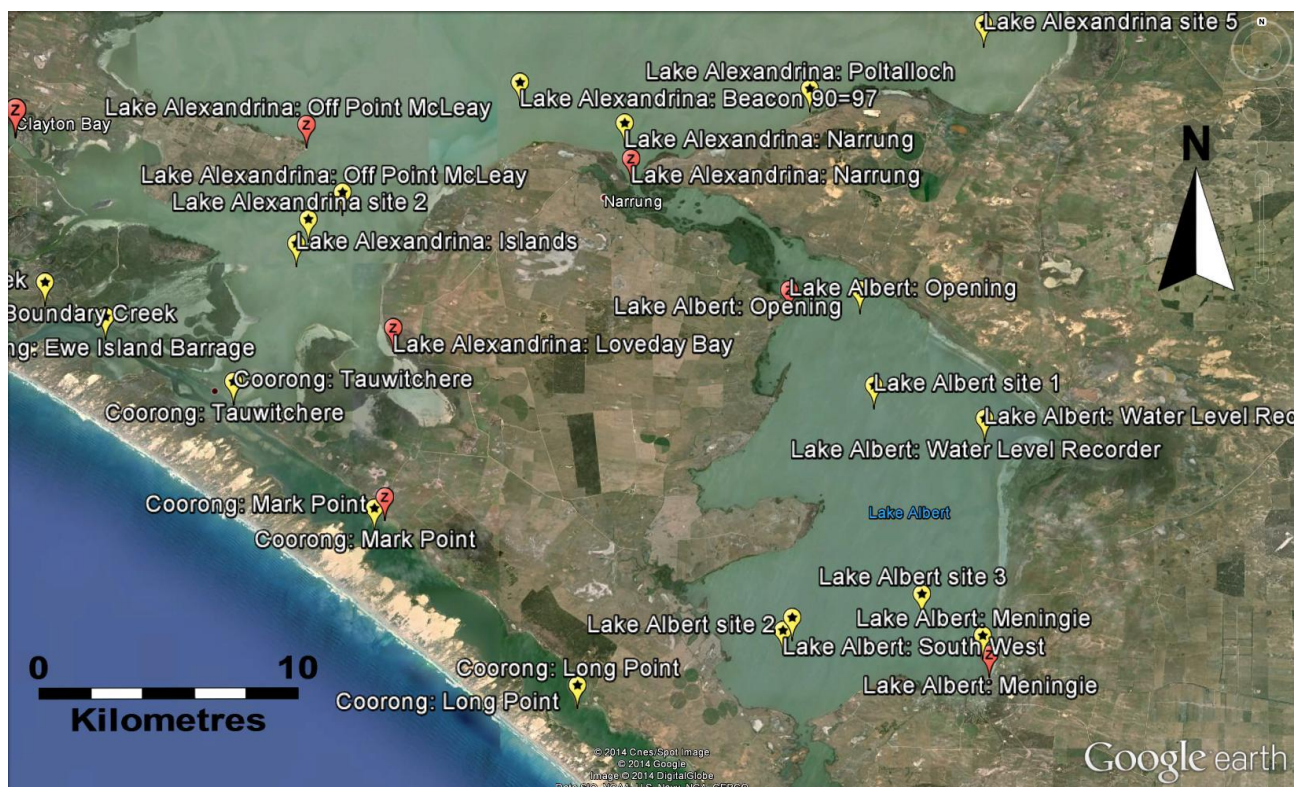 Lake Alexandrina site 5
Lake Alexandrina: Poltalloch
Lake Alexandrina: Beacon 90=97
Lake Alexandrina: Off Point McLeay
Clayton Bay
Lake Alexandrina: Narrung
N
Lake Alexandrina: Off Point McLeay
Lake Alexandrina: Narrung
Lake Alexandrina site 2
Narrung
Lake Alexandrina: Islands
ek
Lake Albert: Opening
Lake Albert: Opening
Boundary Creek
ng: Ewe Island Barrage
Lake Alexandrina: Loveday Bay
Coorong: Tauwitchere
Lake Albert site 1
Coorong: Tauwitchere
Lake Albert: Water Level Rec
Lake Albert: Water Level Recorder
Coorong: Mark Point
Lake Albert
Coorong: Mark Point
Lake Albert site 3
Lake Albert: Meningie
Lake Albert site 2
Lake Albert: South West
0 10
Coorong: Long Point
Lake Albert: Meningie
Coorong: Long Point
Kilometres
© 2014 Cnes/Spot Image
© 2014 Google
Image © 2014 DigitalGlobe
Google earth